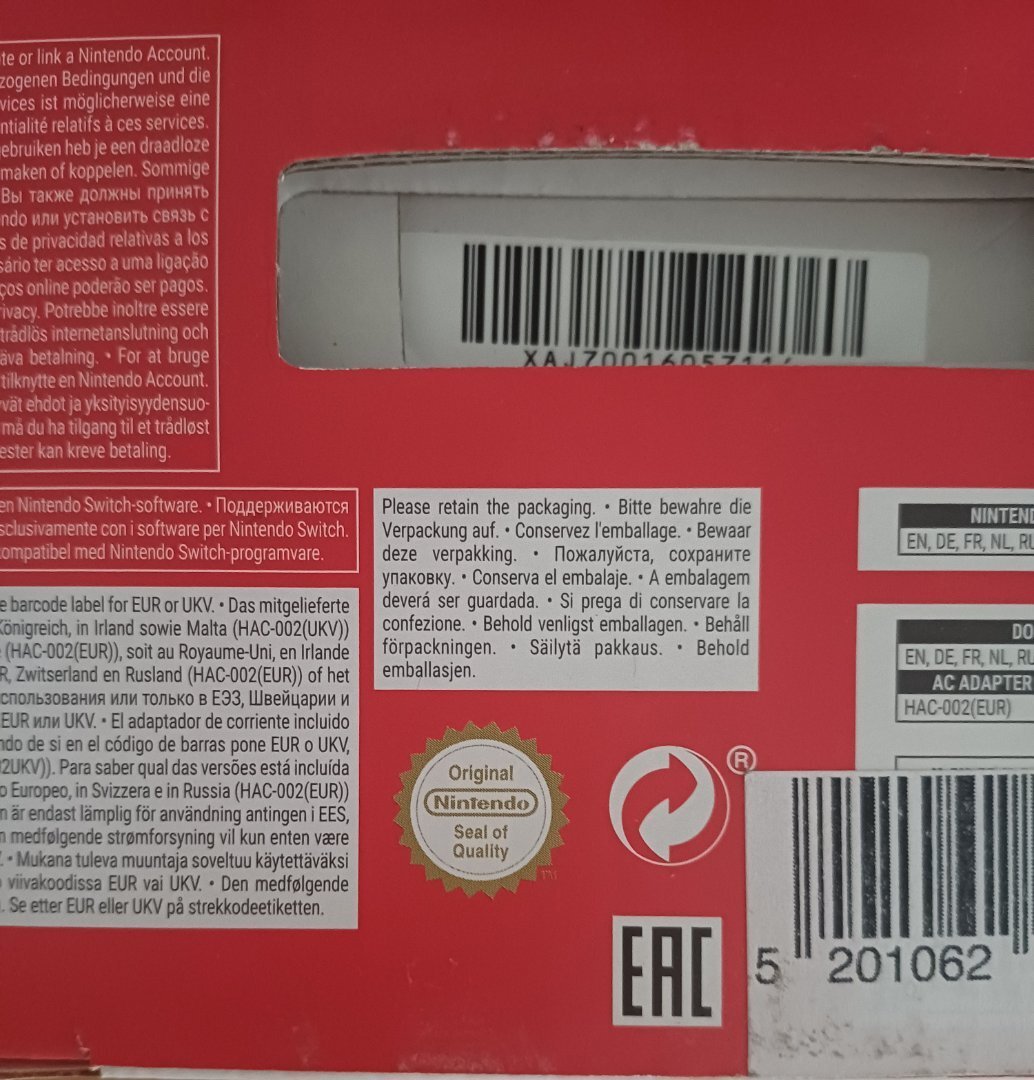 te or link a Nintendo Account.
zogenen Bedingungen und die
vices ist möglicherweise eine
ntialité relatifs à ces services.
ebruiken heb je een draadloze
maken of koppelen. Sommige
Вы также должны принять
ndo или установить связь с
s de privacidad relativas a los
sário ter acesso a uma ligação
ços online poderão ser pagos.
rivacy. Potrebbe inoltre essere
trådlös internetanslutning och
äva betalning. • For at bruge
tilknytte en Nintendo Account.
vät ehdot ja yksityisyydensuo-
må du ha tilgang til et trådløst
ester kan kreve betaling.
XAJ7001605714
en Nintendo Switch-software. • Поддерживаются
sclusivamente con i software per Nintendo Switch.
ompatibel med Nintendo Switch-programvare.
e barcode label for EUR or UKV. • Das mitgelieferte
Königreich, in Irland sowie Malta (HAC-002(UKV))
(HAC-002(EUR)), soit au Royaume-Uni, en Irlande
R, Zwitserland en Rusland (HAC-002(EUR)) of het
спользования или только в ЕЭЗ, Швейцарии и
EUR или UKV. • El adaptador de corriente incluido
ndo de si en el código de barras pone EUR o UKV,
2UKV)). Para saber qual das versões está incluída
o Europeo, in Svizzera e in Russia (HAC-002(EUR))
n är endast lämplig för användning antingen i EES,
n medfølgende strømforsyning vil kun enten være
. • Mukana tuleva muuntaja soveltuu käytettäväksi
viivakoodissa EUR vai UKV. • Den medfølgende
. Se etter EUR eller UKV på strekkodeetiketten.
Please retain the packaging. • Bitte bewahre die
Verpackung auf. • Conservez l'emballage. • Bewaar
deze verpakking. • Пожалуйста, сохраните
упаковку. • Conserva el embalaje. • A embalagem
deverá ser guardada. • Si prega di conservare la
confezione. • Behold venligst emballagen. • Behåll
förpackningen. • Säilytä pakkaus. • Behold
emballasjen.
NINTEND
EN, DE, FR, NL, RU
DO
EN, DE, FR, NL, RU
AC ADAPTER
HAC-002(EUR)
Original
Nintendo
Seal of
Quality
TM
®
EAC
5 201062